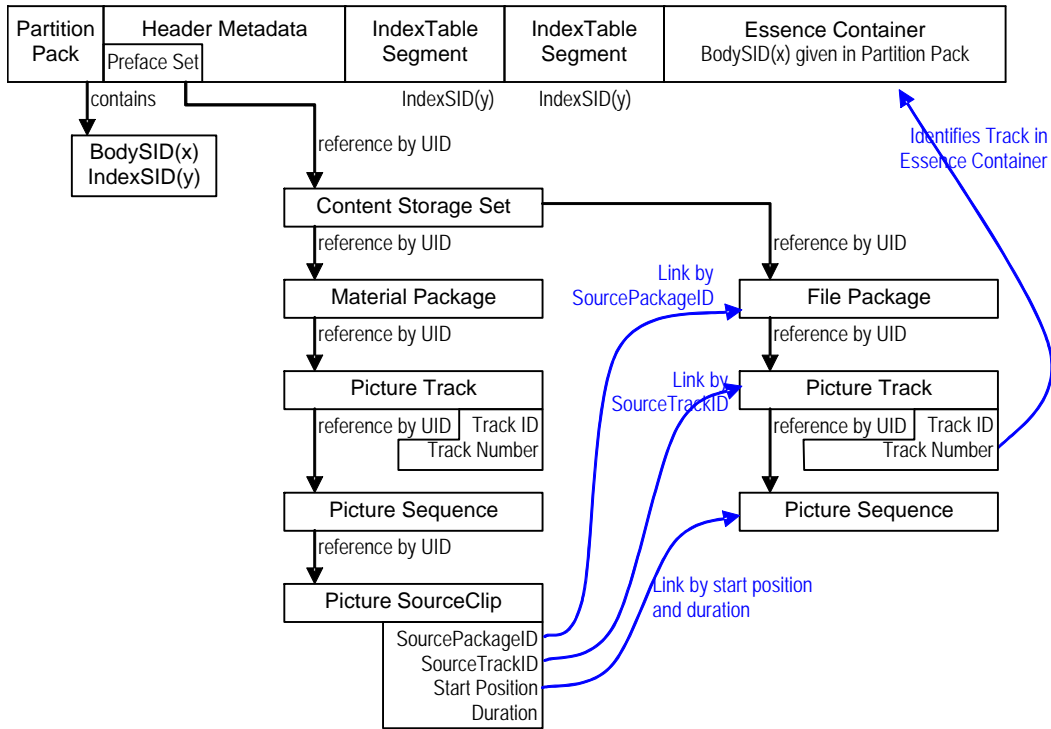 Partition
Pack
Header Metadata
Preface Set
IndexTable
Segment
IndexTable
Segment
Essence Container
BodySID(x) given in Partition Pack
contains
IndexSID(y)
IndexSID(y)
BodySID(x)
IndexSID(y)
reference by UID
Identifies Track in
Essence Container
Content Storage Set
reference by UID
reference by UID
Link by
SourcePackageID
Material Package
File Package
reference by UID
reference by UID
Picture Track
Link by
SourceTrackID
Picture Track
reference by UID
Track ID
Track Number
reference by UID
Track ID
Track Number
Picture Sequence
Picture Sequence
reference by UID
Link by start position
and duration
Picture SourceClip
SourcePackageID
SourceTrackID
Start Position
Duration